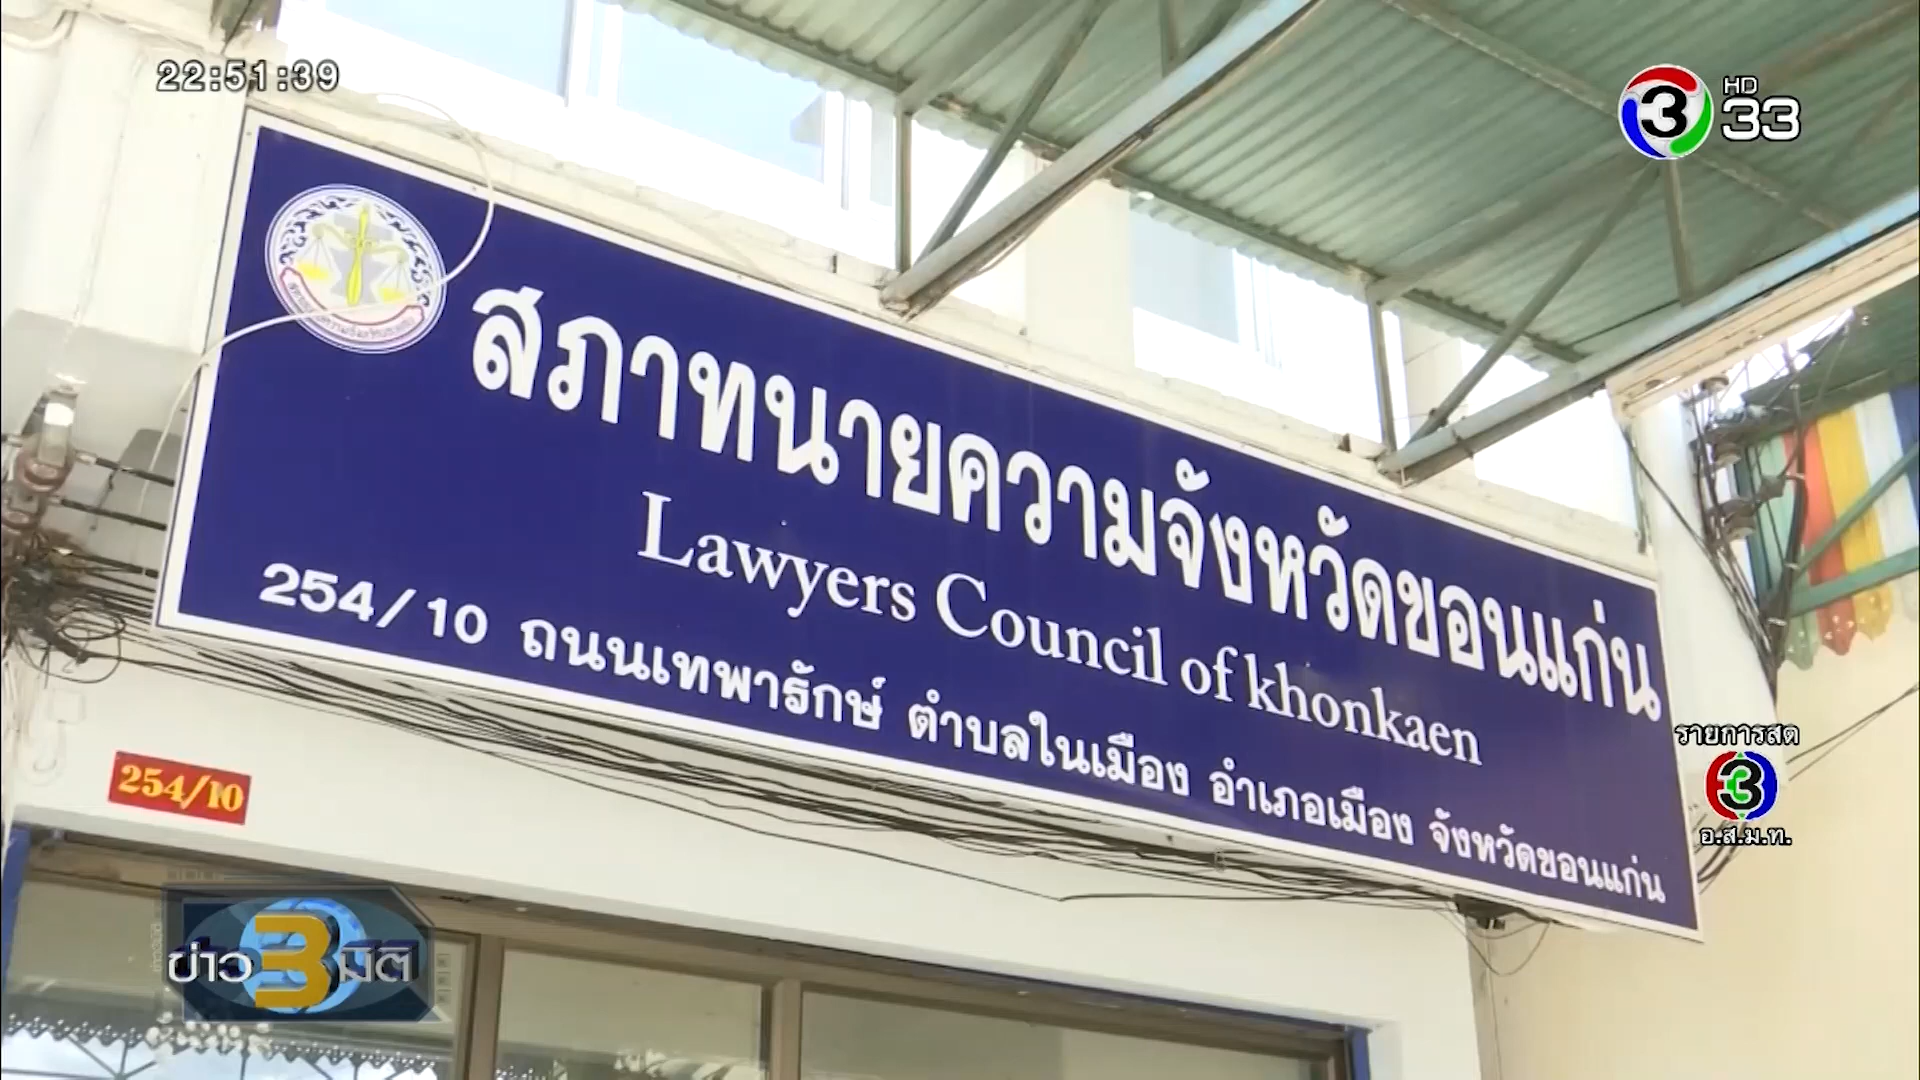 22:51:39
3 HD 33
สภาทนายความจังหวัดขอนแก่น
Lawyers Council of khonkaen
254/10 ถนนเทพารักษ์ ตำบลในเมือง อำเภอเมือง จังหวัดขอนแก่น
254/10
รายการสด
3
อ.ส.ม.ท.
ข่าว 3 มิติ